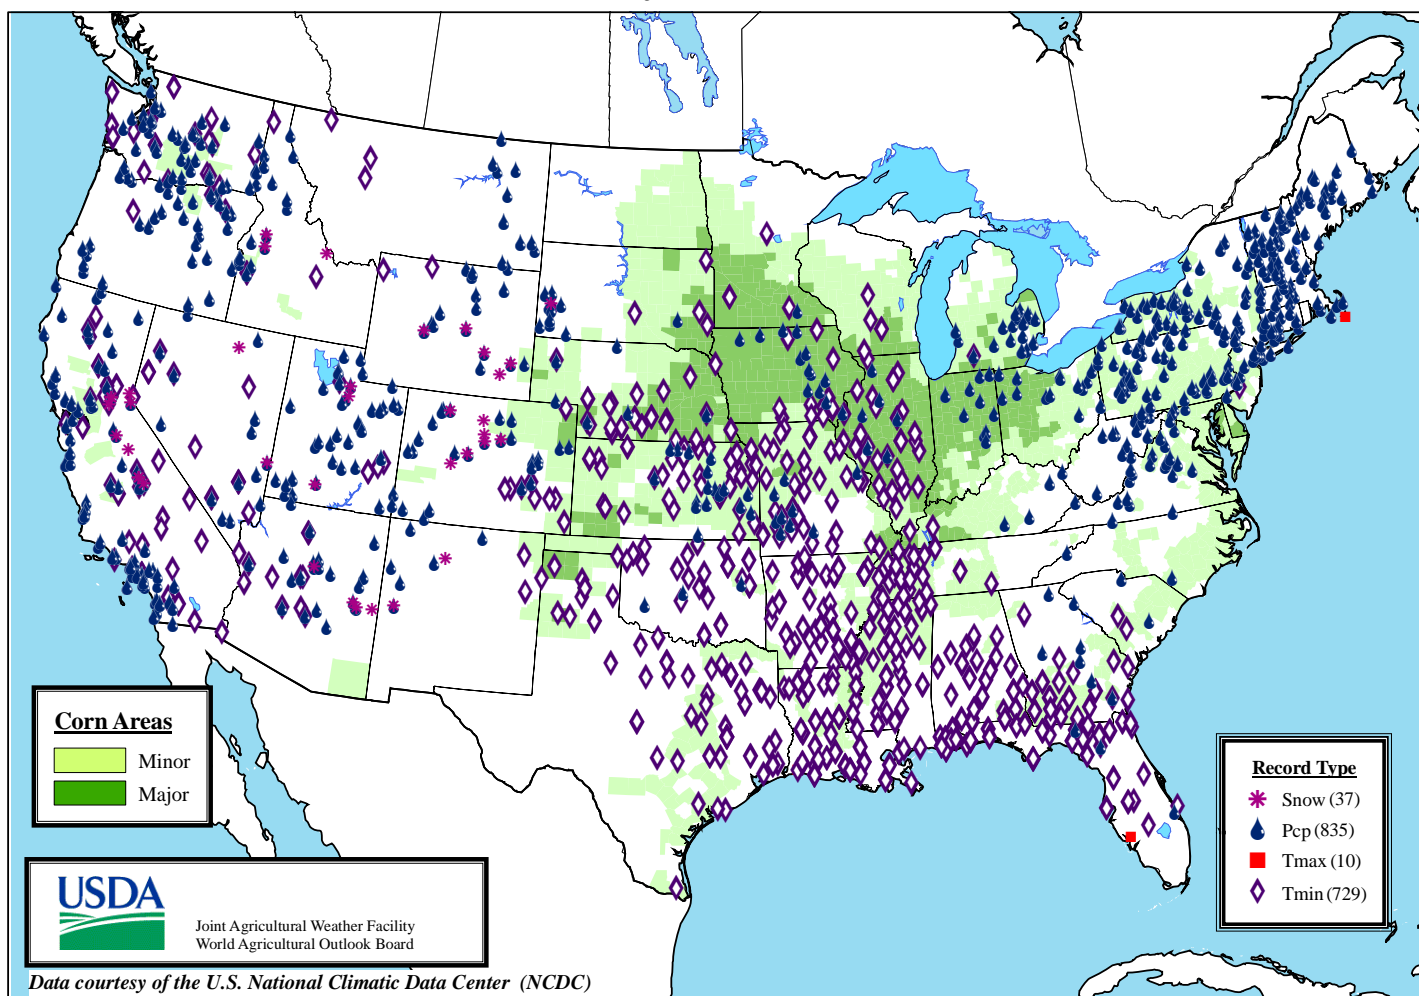 Corn Areas
Minor
Major
Record Type
Snow (37)
Pcp (835)
Tmax (10)
Tmin (729)
USDA
Joint Agricultural Weather Facility
World Agricultural Outlook Board
Data courtesy of the U.S. National Climatic Data Center (NCDC)